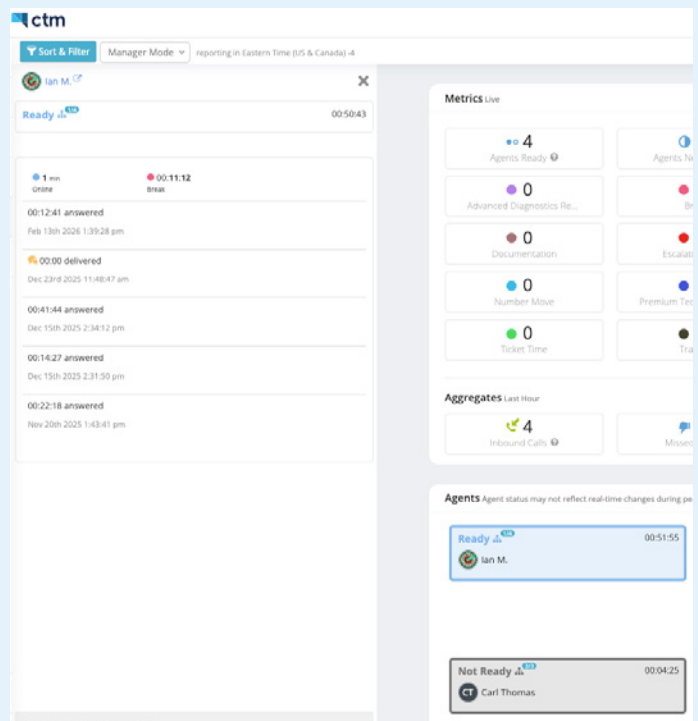 ctm
Sort & Filter
Manager Mode
reporting in Eastern Time (US & Canada) -4
Ian M.
Ready
00:50:43
1 min
Online
00:11:12
Break
00:12:41 answered
Feb 13th 2026 1:39:28 pm
00:00 delivered
Dec 23rd 2025 11:48:47 am
00:41:44 answered
Dec 15th 2025 2:34:12 pm
00:14:27 answered
Dec 15th 2025 2:31:50 pm
00:22:18 answered
Nov 20th 2025 1:43:41 pm
Metrics Live
4
Agents Ready
Agents N
0
Advanced Diagnostics Re...
B
0
Documentation
Escalat
0
Number Move
Premium Tec
0
Ticket Time
Tra
Aggregates Last Hour
4
Inbound Calls
Missed
Agents Agent status may not reflect real-time changes during pe
Ready
00:51:55
Ian M.
Not Ready
00:04:25
CT Carl Thomas